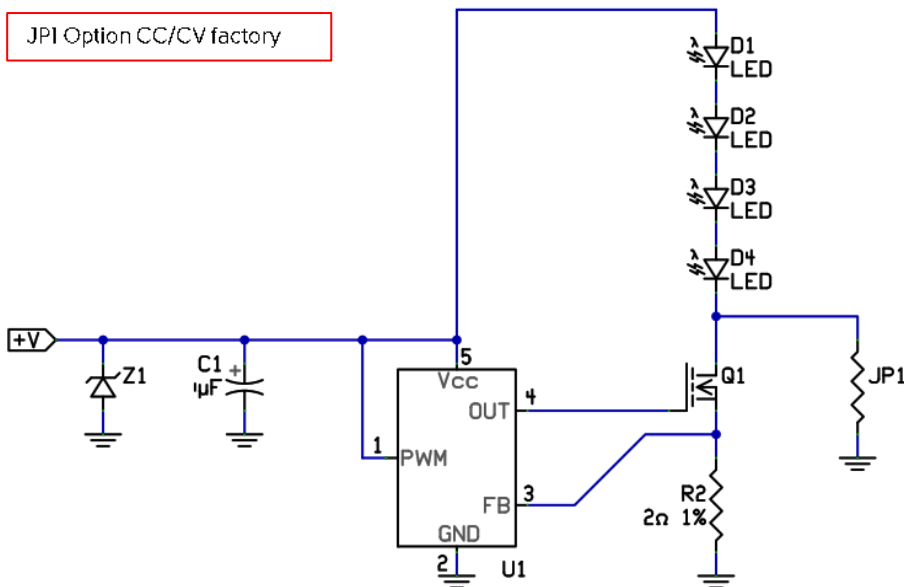 JP1 Option CC/CV factory
λ
D1
LED
λ
D2
LED
λ
D3
LED
λ
D4
LED
+V
Z1
C1
+
1µF
5
Vcc
OUT
4
Q1
JP1
1
PWM
FB
3
R2
2Ω 1%
GND
2
U1